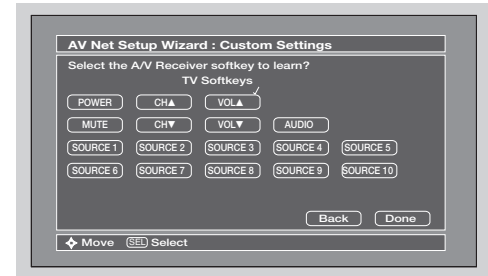 AV Net Setup Wizard : Custom Settings
Select the A/V Receiver softkey to learn?
TV Softkeys
POWER CH▲ VOL▲
MUTE CH▼ VOL▼ AUDIO
SOURCE 1 SOURCE 2 SOURCE 3 SOURCE 4 SOURCE 5
SOURCE 6 SOURCE 7 SOURCE 8 SOURCE 9 SOURCE 10
Back Done
Move SEL Select